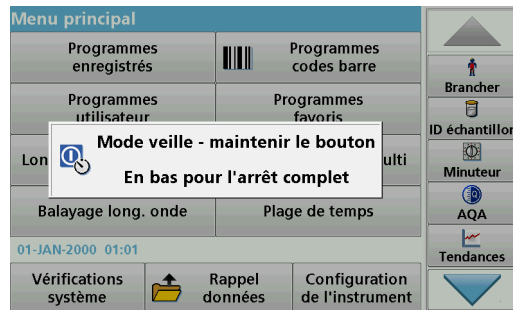 Menu principal
Programmes
enregistrés
Programmes
codes barre
Programmes
utilisateur
Programmes
favoris
Mode veille - maintenir le bouton
En bas pour l'arrêt complet
Lon
ulti
Balayage long. onde
Plage de temps
01-JAN-2000 01:01
Vérifications
système
Rappel
données
Configuration
de l'instrument
Brancher
ID échantillon
Minuteur
AQA
Tendances